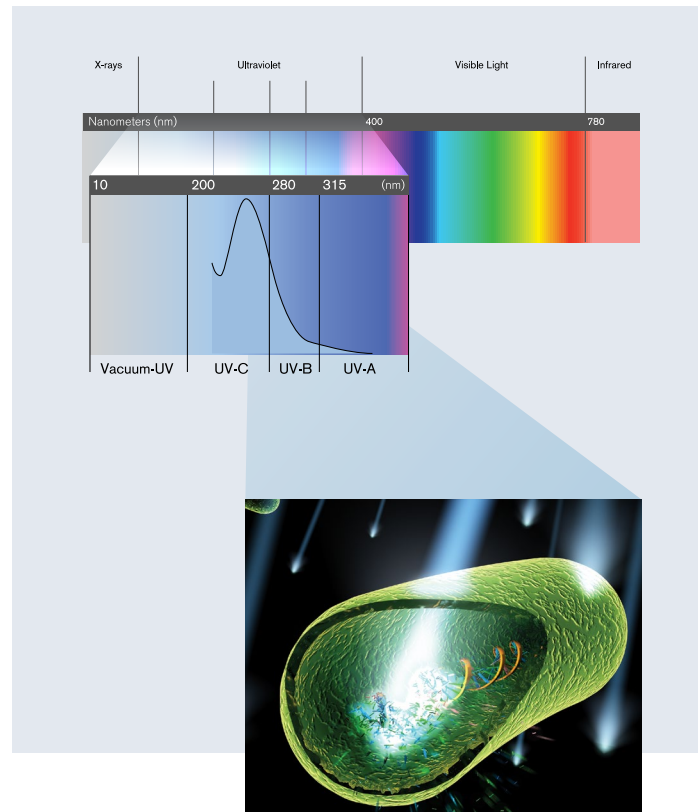 X-rays Ultraviolet Visible Light Infrared
Nanometers (nm) 400 780
10 200 280 315 (nm)
Vacuum-UV UV-C UV-B UV-A